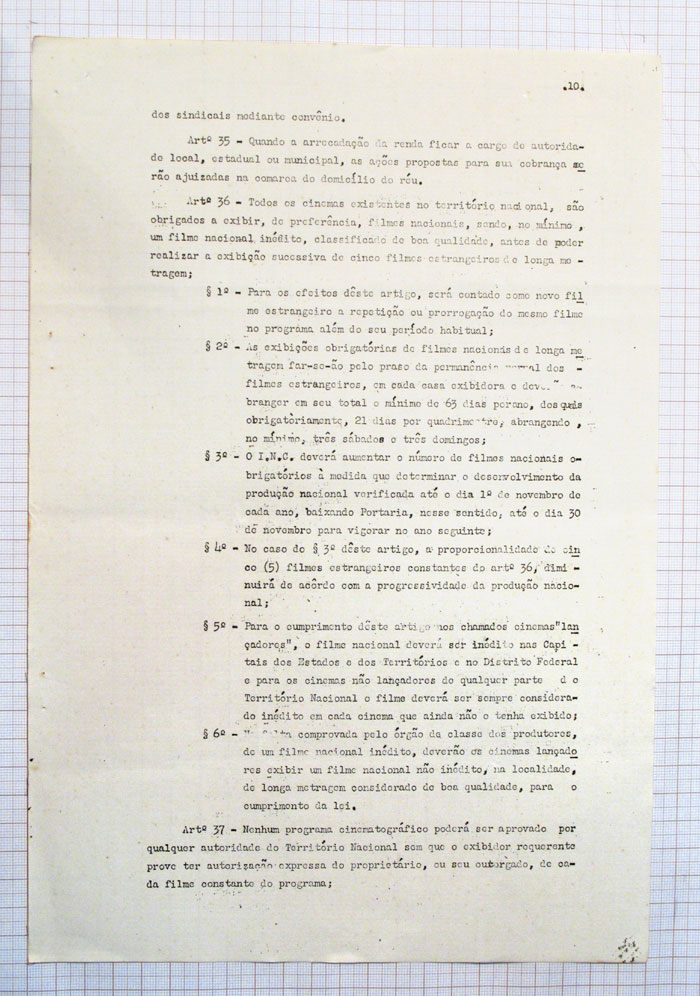 .10.
dos sindicais mediante convênio.
Artº 35 - Quando a arrecadação da renda ficar a cargo de autorida-
de local, estadual ou municipal, as ações propostas para sua cobrança se
rão ajuizadas na comarca do domicílio do réu.
Artº 36 - Todos os cinemas existentes no território nacional, são
obrigados a exibir, de preferência, filmes nacionais, sendo, no mínimo,
um filme nacional inédito, classificado de boa qualidade, antes de poder
realizar a exibição sucessiva de cinco filmes estrangeiros de longa me-
tragem;
§ 1º - Para os efeitos dêste artigo, será contado como novo fil
me estrangeiro a repetição ou prorrogação do mesmo filme
no programa além do seu período habitual;
§ 2º - As exibições obrigatórias de filmes nacionais de longa me
tragem far-se-ão pelo praso da permanência normal dos -
filmes estrangeiros, em cada casa exibidora e a-
branger em seu total o mínimo de 63 dias por ano, dos quais
obrigatòriamente, 21 dias por quadrimestre, abrangendo,
no mínimo, três sábados e três domingos;
§ 3º - O I.N.C. deverá aumentar o número de filmes nacionais o-
brigatórios à medida que determinar o desenvolvimento da
produção nacional verificada até o dia 1º de novembro de
cada ano, baixando Portaria, nesse sentido, até o dia 30
de novembro para vigorar no ano seguinte;
§ 4º - No caso do § 3º dêste artigo, a proporcionalidade de cin
co (5) filmes estrangeiros constantes do artº 36, dimi-
nuirá de acôrdo com a progressividade da produção nacio-
nal;
§ 5º - Para o cumprimento dêste artigo nos chamados cinemas "lan
çadores", o filme nacional deverá ser inédito nas Capi-
tais dos Estados e dos Territórios e no Distrito Federal
e para os cinemas não lançadores de qualquer parte do
Território Nacional o filme deverá ser sempre considera-
do inédito em cada cinema que ainda não o tenha exibido;
§ 6º - Na falta comprovada pelo órgão da classe dos produtores,
de um filme nacional inédito, deverão os cinemas lançado
res exibir um filme nacional não inédito, na localidade,
de longa metragem considerado de boa qualidade, para o
cumprimento da lei.
Artº 37 - Nenhum programa cinematográfico poderá ser aprovado por
qualquer autoridade do Território Nacional sem que o exibidor requerente
prove ter autorização expressa do proprietário, ou seu outorgado, de ca-
da filme constante do programa;